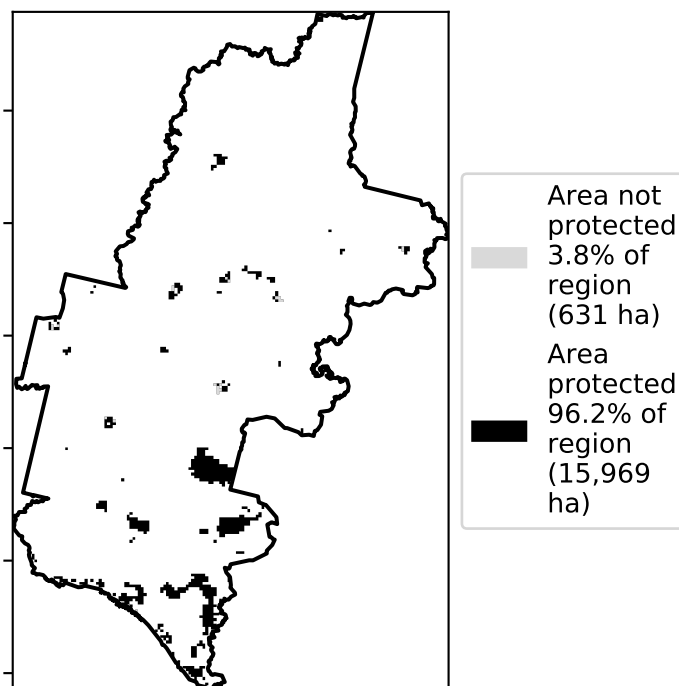 Area not
protected
3.8% of
region
(631 ha)
Area
protected
96.2% of
region
(15,969
ha)